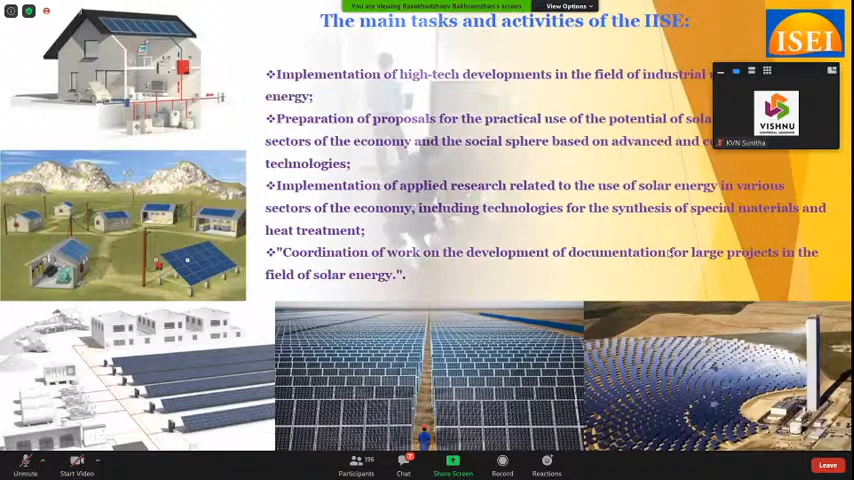 You are viewing Rasakhodzhaev Bakhramzhen's screen
View Options
The main tasks and activities of the IISE:
ISEI
❖Implementation of high-tech developments in the field of industrial
energy;
❖Preparation of proposals for the practical use of the potential of
sectors of the economy and the social sphere based on advanced and
technologies;
VISHNU
UNIVERSAL LEARNING
KVN Sunitha
❖Implementation of applied research related to the use of solar energy in various
sectors of the economy, including technologies for the synthesis of special materials and
heat treatment;
❖"Coordination of work on the development of documentation for large projects in the
field of solar energy.".
Unmute
Start Video
196
Participants
7
Chat
Share Screen
Record
Reactions
Leave